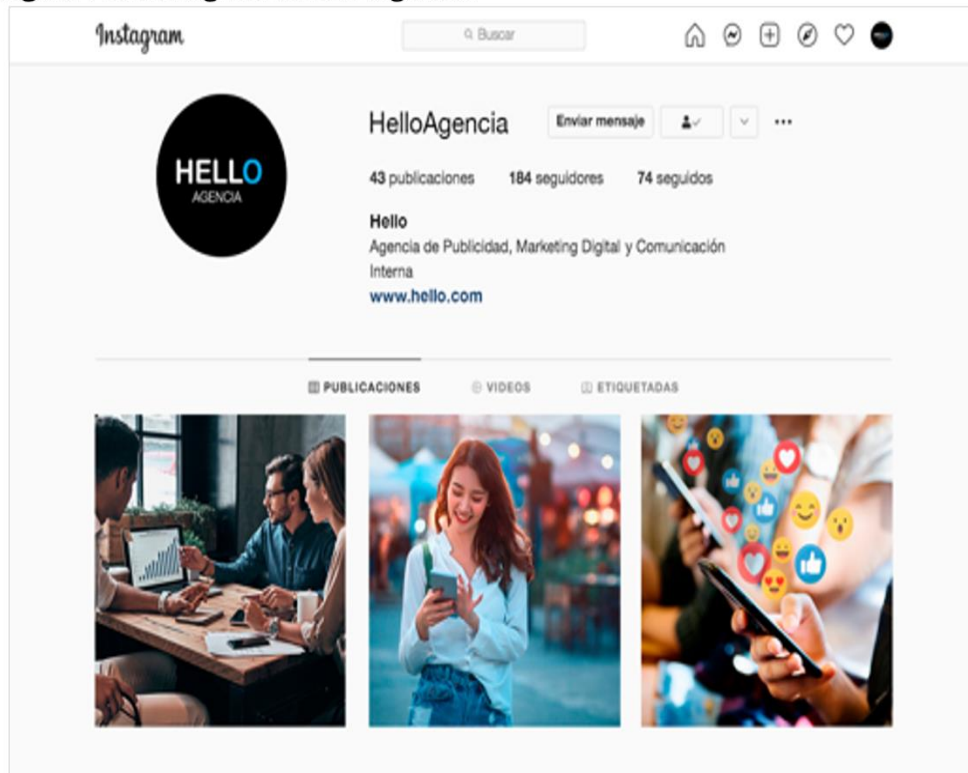 Instagram
Buscar
HELLO
AGENCIA
HelloAgencia
Enviar mensaje
43 publicaciones 184 seguidores 74 seguidos
Hello
Agencia de Publicidad, Marketing Digital y Comunicación
Interna
www.hello.com
PUBLICACIONES VIDEOS ETIQUETADAS